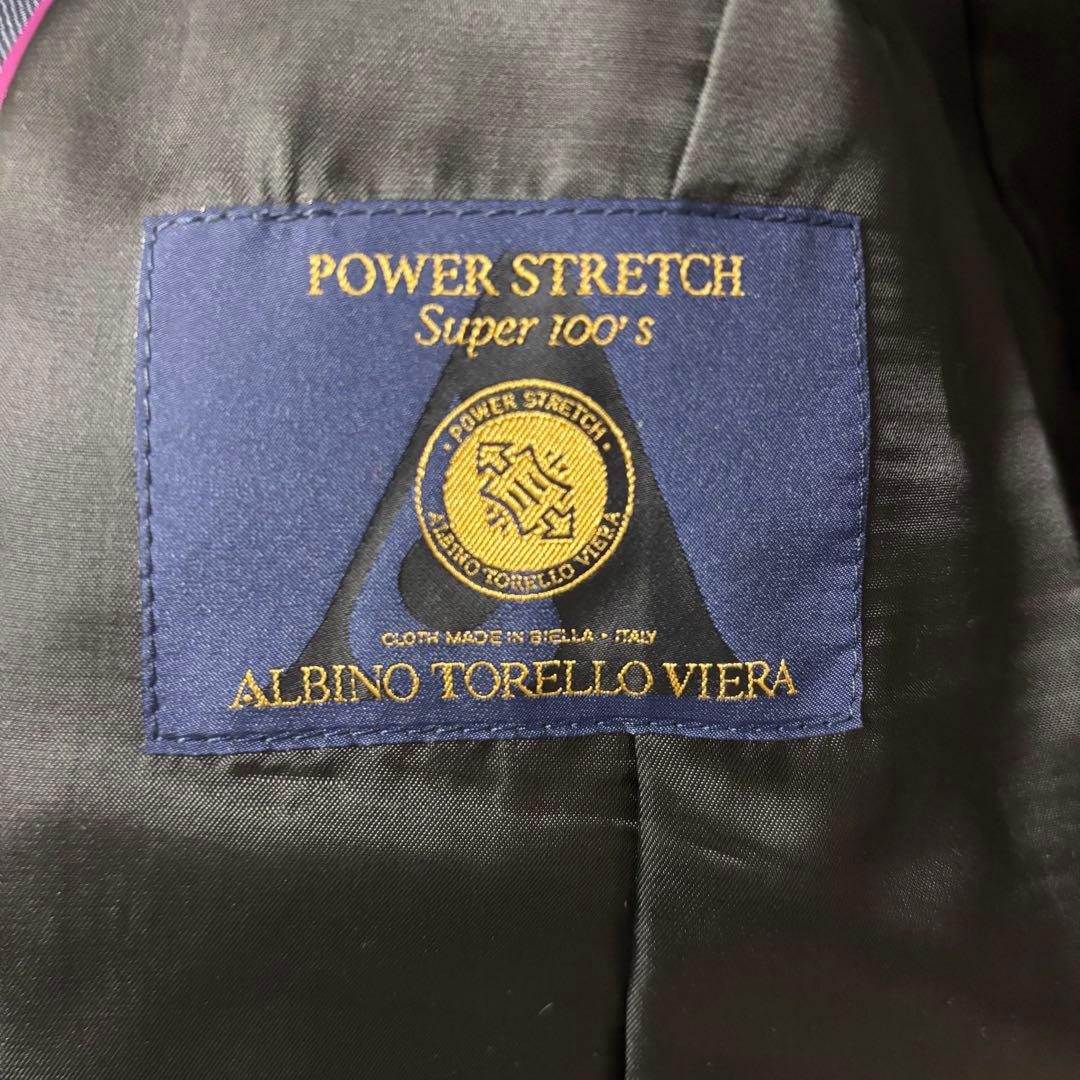 POWER STRETCH
Super 100's
· POWER STRETCH ·
ALBINO TORELLO VIERA
CLOTH MADE IN BIELLA • ITALY
ALBINO TORELLO VIERA